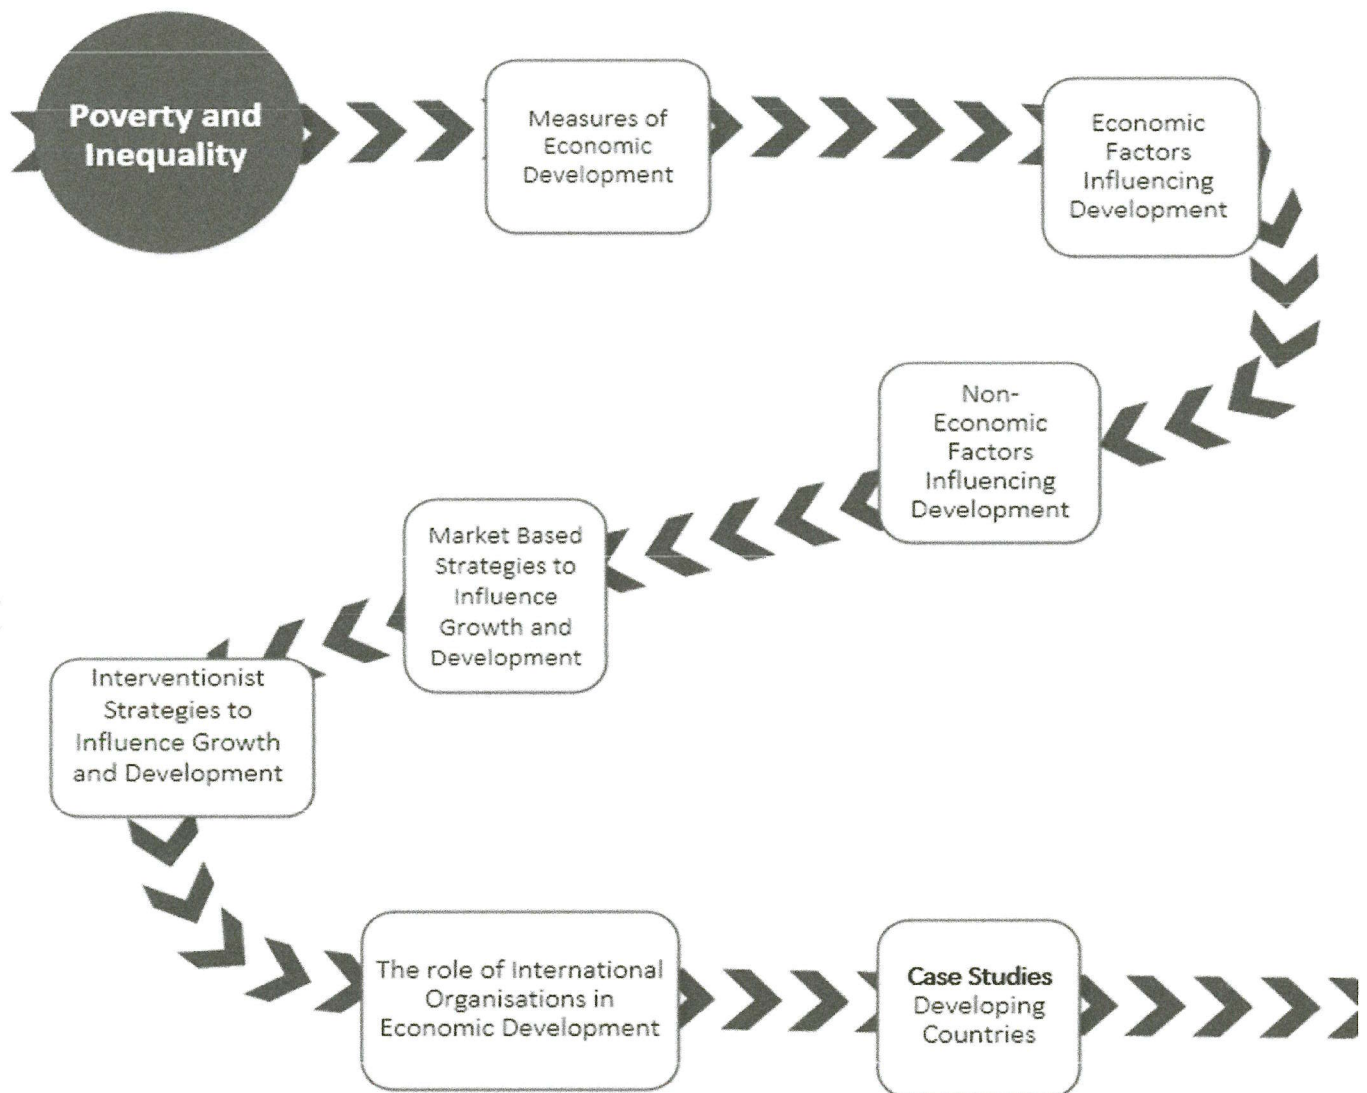 Poverty and
Inequality
Measures of
Economic
Development
Economic
Factors
Influencing
Development
Non-
Economic
Factors
Influencing
Development
Market Based
Strategies to
Influence
Growth and
Development
Interventionist
Strategies to
Influence Growth
and Development
The role of International
Organisations in
Economic Development
Case Studies
Developing
Countries